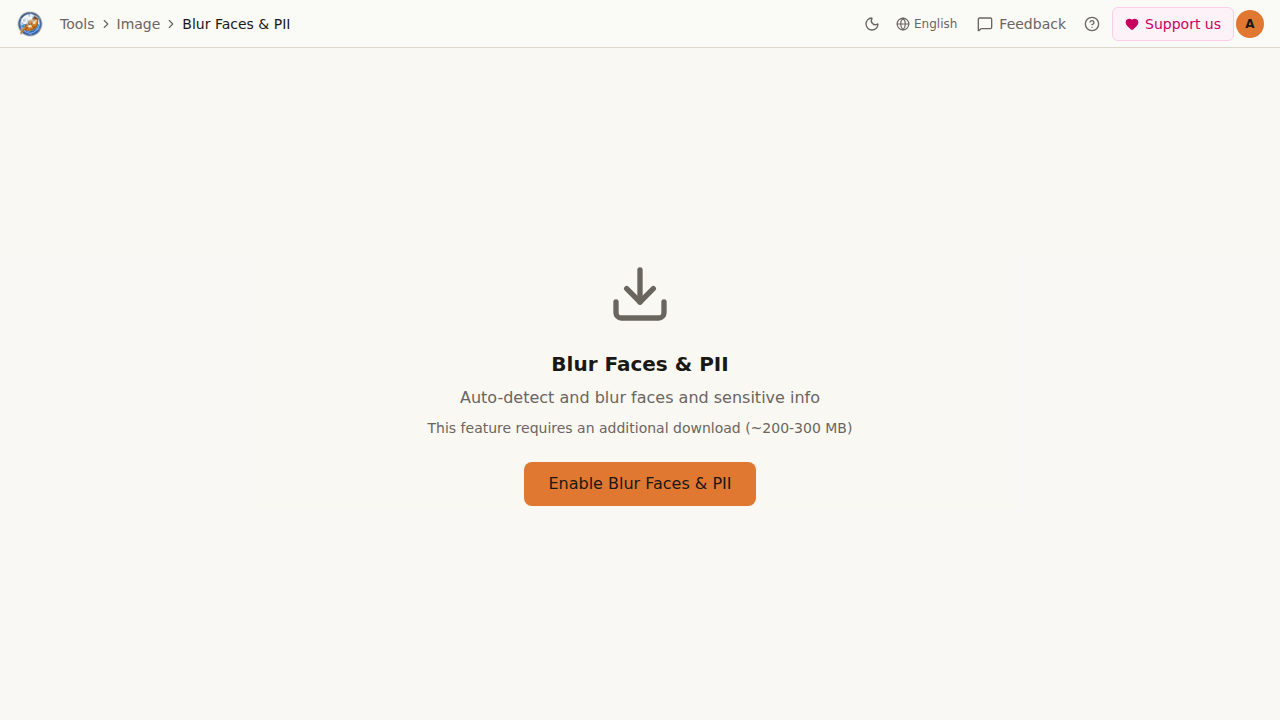 Tools > Image > Blur Faces & PII
English
Feedback
Support us
A
Blur Faces & PII
Auto-detect and blur faces and sensitive info
This feature requires an additional download (~200-300 MB)
Enable Blur Faces & PII